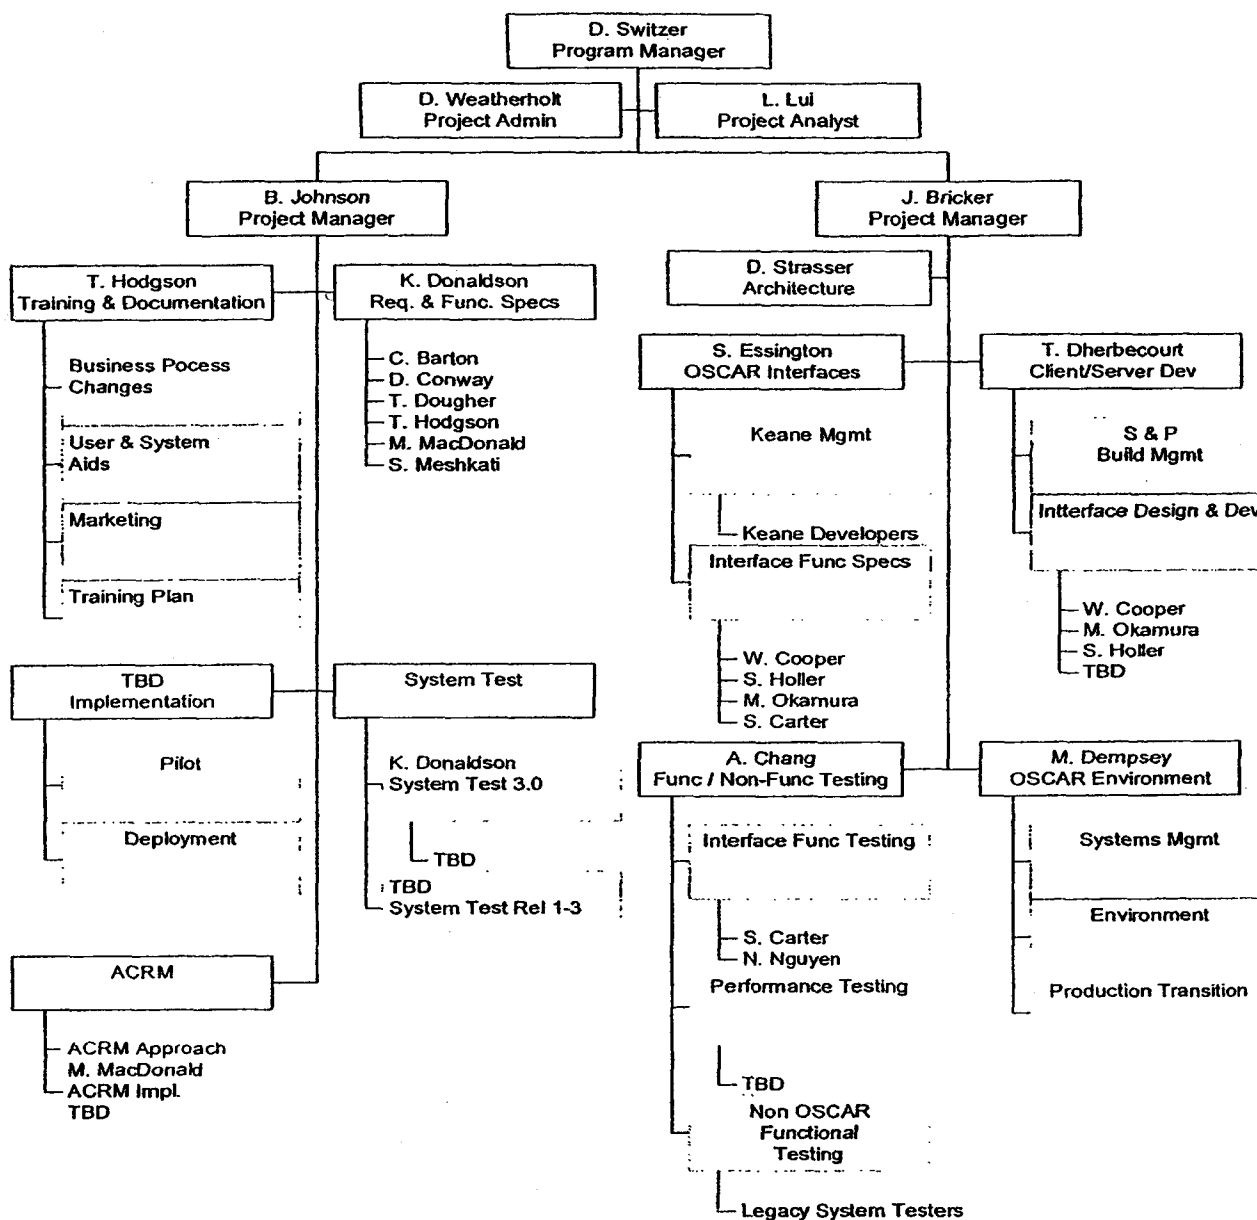 D. Switzer
Program Manager
D. Weatherholt
Project Admin
L. Lui
Project Analyst
B. Johnson
Project Manager
J. Bricker
Project Manager
T. Hodgson
Training & Documentation
K. Donaldson
Req. & Func. Specs
Business Pocess
Changes
User & System
Aids
Marketing
Training Plan
C. Barton
D. Conway
T. Dougher
T. Hodgson
M. MacDonald
S. Meshkati
TBD
Implementation
Pilot
Deployment
System Test
K. Donaldson
System Test 3.0
TBD
TBD
System Test Rel 1-3
ACRM
ACRM Approach
M. MacDonald
ACRM Impl.
TBD
D. Strasser
Architecture
S. Essington
OSCAR Interfaces
Keane Mgmt
Keane Developers
Interface Func Specs
W. Cooper
S. Holler
M. Okamura
S. Carter
T. Dherbecourt
Client/Server Dev
S & P
Build Mgmt
Intterface Design & Dev
W. Cooper
M. Okamura
S. Holler
TBD
A. Chang
Func / Non-Func Testing
Interface Func Testing
S. Carter
N. Nguyen
Performance Testing
TBD
Non OSCAR
Functional
Testing
Legacy System Testers
M. Dempsey
OSCAR Environment
Systems Mgmt
Environment
Production Transition